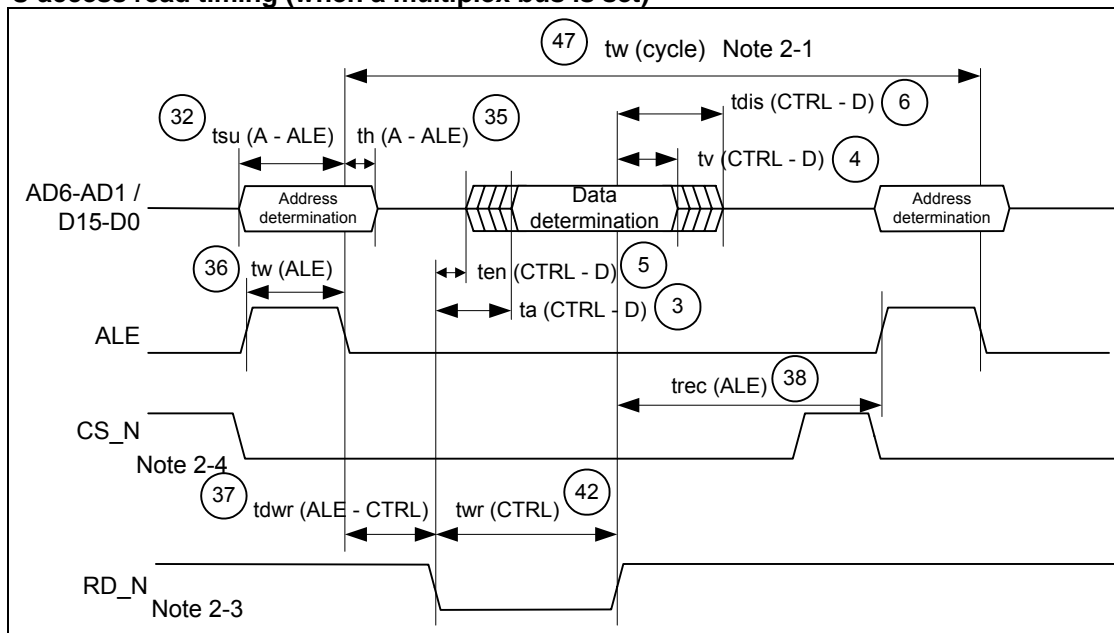 47 tw (cycle) Note 2-1
tdis (CTRL - D) 6
32 tsu (A - ALE) th (A - ALE) 35
tv (CTRL - D) 4
AD6-AD1 /
D15-D0
Address
determination
Data
determination
Address
determination
36 tw (ALE)
ten (CTRL - D) 5
ta (CTRL - D) 3
ALE
trec (ALE) 38
CS_N
Note 2-4
37 tdwr (ALE - CTRL) twr (CTRL) 42
RD_N
Note 2-3